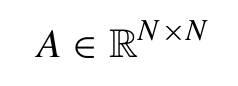 A ∈ ℝ^{N×N}